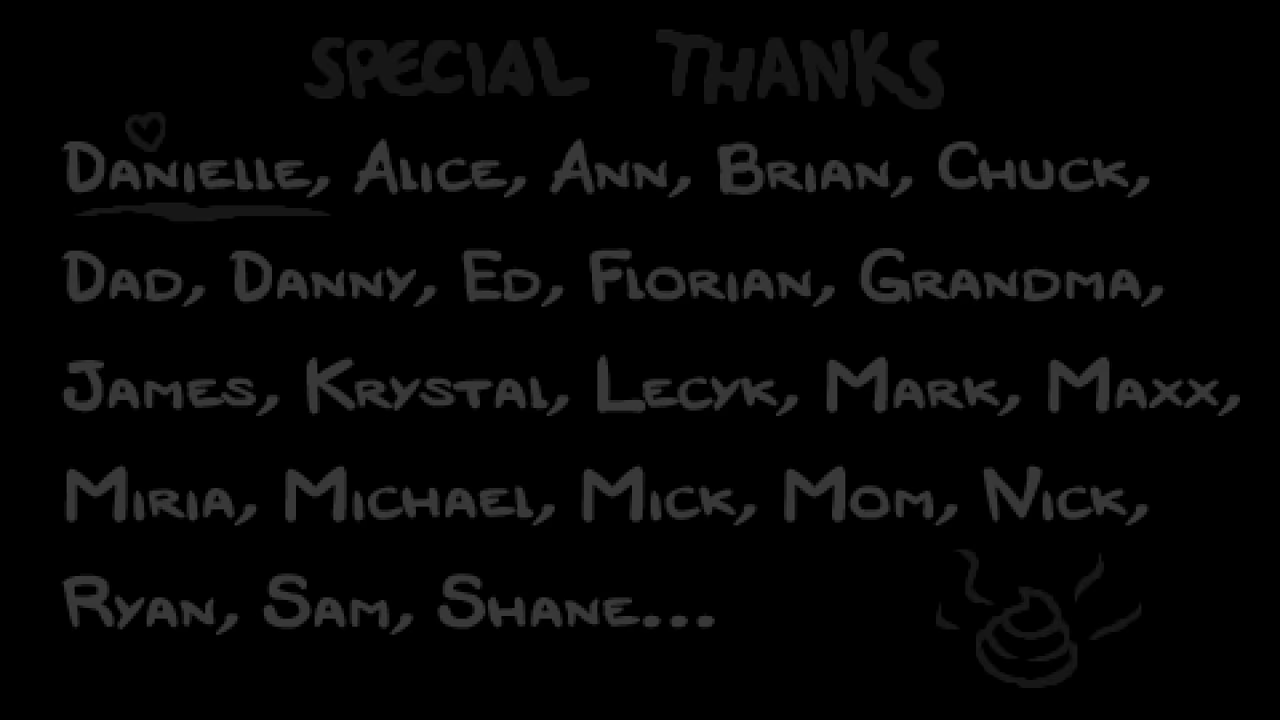 SPECIAL THANKS
DANIELLE, ALICE, ANN, BRIAN, CHUCK,
DAD, DANNY, ED, FLORIAN, GRANDMA,
JAMES, KRYSTAL, LECYK, MARK, MAXX,
MIRIA, MICHAEL, MICK, MOM, NICK,
RYAN, SAM, SHANE...